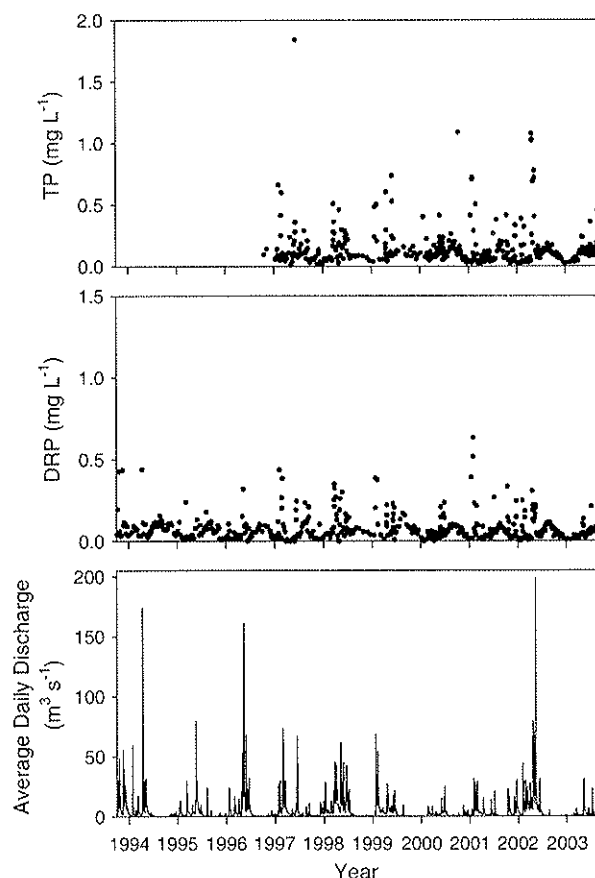 2.0
1.5
1.0
0.5
0.0
TP (mg L⁻¹)
1.5
1.0
0.5
0.0
DRP (mg L⁻¹)
200
150
100
50
0
Average Daily Discharge
(m³ s⁻¹)
1994 1995 1996 1997 1998 1999 2000 2001 2002 2003
Year